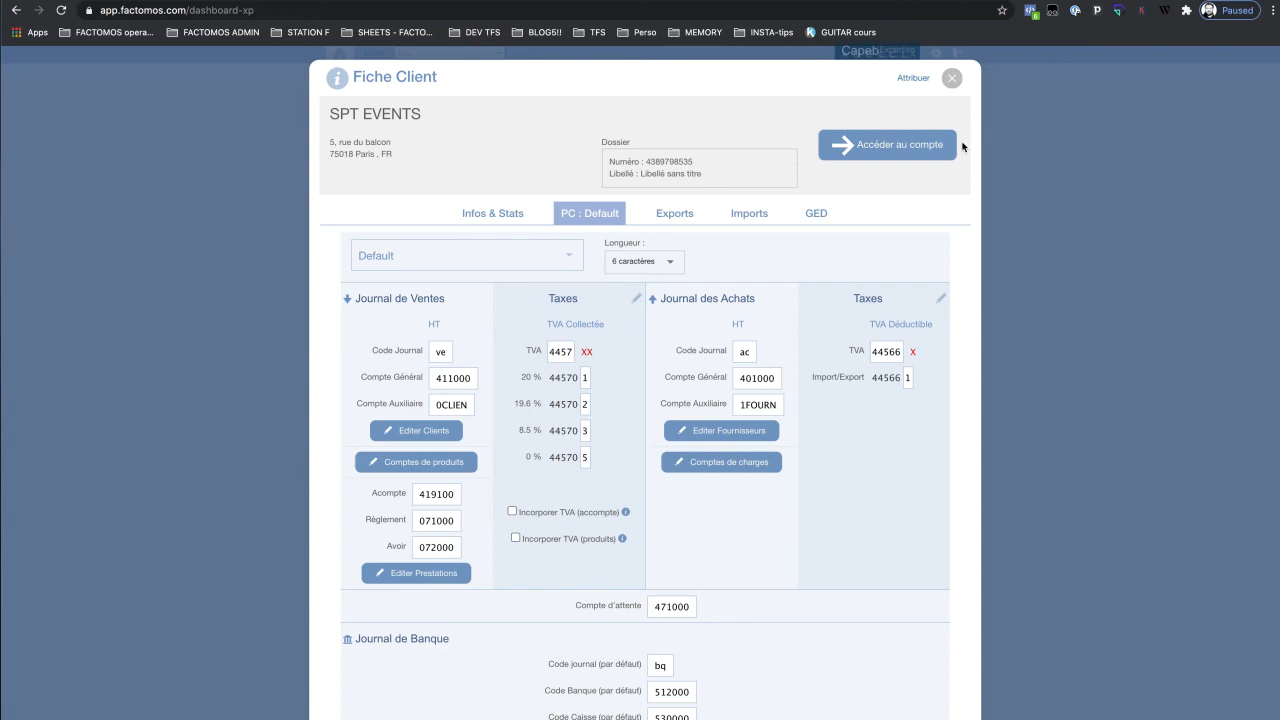 app.factomos.com/dashboard-xp
Paused
Apps
FACTOMOS opera...
FACTOMOS ADMIN
STATION F
SHEETS - FACTO...
DEV TFS
BLOG5!!
TFS
Perso
MEMORY
INSTA-tips
GUITAR cours
Capeb
Fiche Client
Attribuer
SPT EVENTS
5, rue du balcon
75018 Paris , FR
Dossier
Numéro : 4389798535
Libellé : Libellé sans titre
Accéder au compte
Infos & Stats
PC : Default
Exports
Imports
GED
Default
Longueur :
6 caractères
Journal de Ventes
HT
Code Journal ve
Compte Général 411000
Compte Auxiliaire 0CLIEN
Editer Clients
Comptes de produits
Acompte 419100
Règlement 071000
Avoir 072000
Editer Prestations
Taxes
TVA Collectée
TVA 4457 XX
20 % 44570 1
19.6 % 44570 2
8.5 % 44570 3
0 % 44570 5
Incorporer TVA (accompte)
Incorporer TVA (produits)
Journal des Achats
HT
Code Journal ac
Compte Général 401000
Compte Auxiliaire 1FOURN
Editer Fournisseurs
Comptes de charges
Taxes
TVA Déductible
TVA 44566 X
Import/Export 44566 1
Compte d'attente 471000
Journal de Banque
Code journal (par défaut) bq
Code Banque (par défaut) 512000
Code Caisse (par défaut) 530000